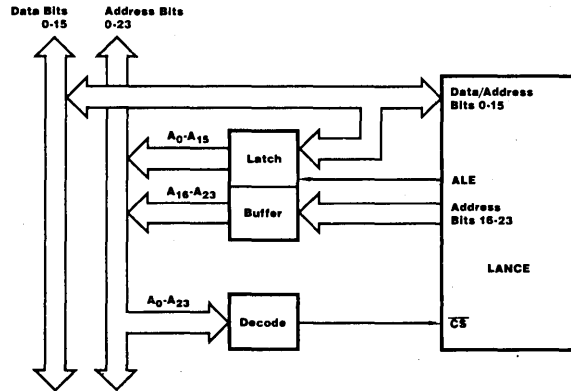 Data Bits
0-15
Address Bits
0-23
Data/Address
Bits 0-15
A0-A15
Latch
ALE
A16-A23
Buffer
Address
Bits 16-23
LANCE
A0-A23
Decode
CS